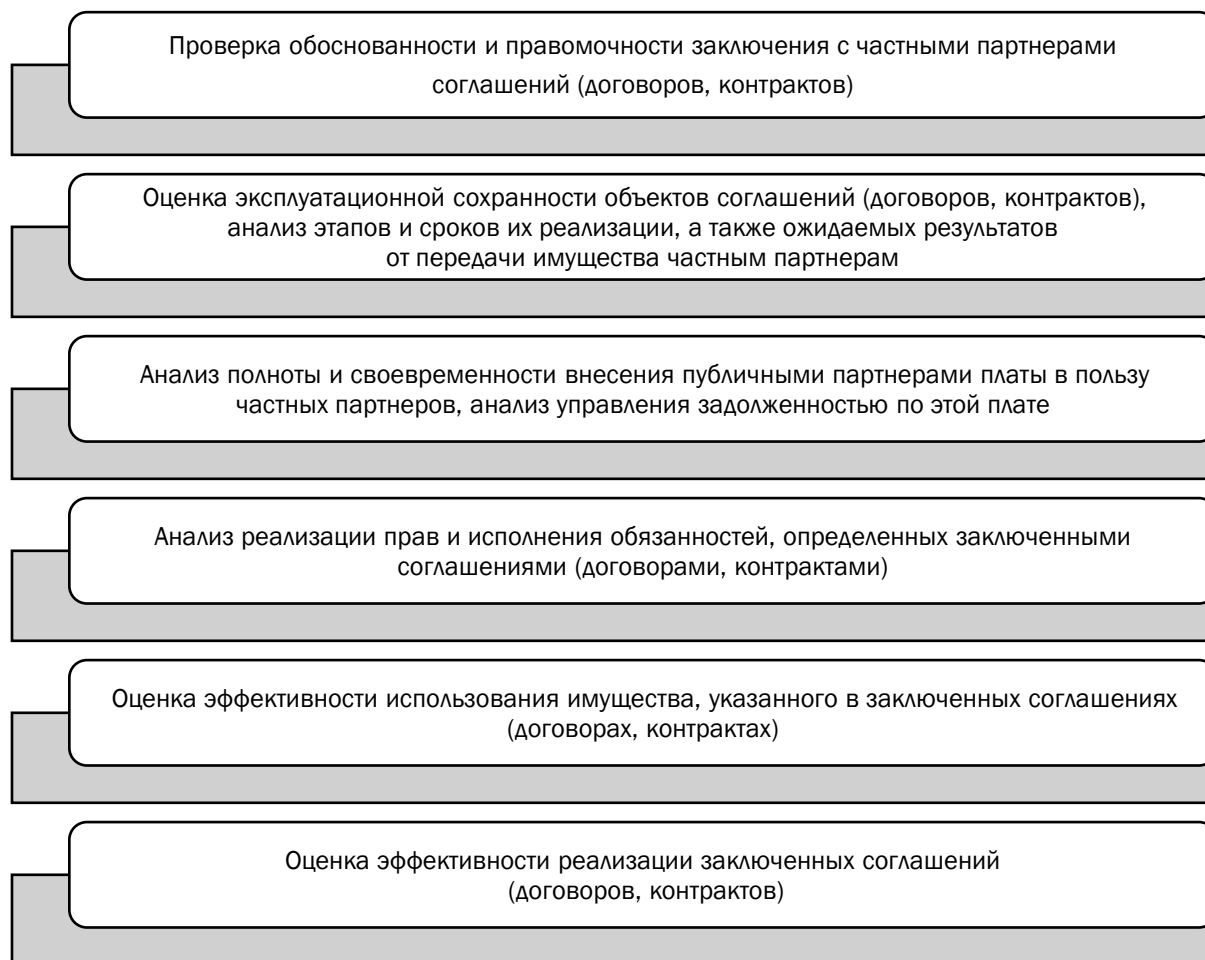 Проверка обоснованности и правомочности заключения с частными партнерами
соглашений (договоров, контрактов)
Оценка эксплуатационной сохранности объектов соглашений (договоров, контрактов),
анализ этапов и сроков их реализации, а также ожидаемых результатов
от передачи имущества частным партнерам
Анализ полноты и своевременности внесения публичными партнерами платы в пользу
частных партнеров, анализ управления задолженностью по этой плате
Анализ реализации прав и исполнения обязанностей, определенных заключенными
соглашениями (договорами, контрактами)
Оценка эффективности использования имущества, указанного в заключенных соглашениях
(договорах, контрактах)
Оценка эффективности реализации заключенных соглашений
(договоров, контрактов)